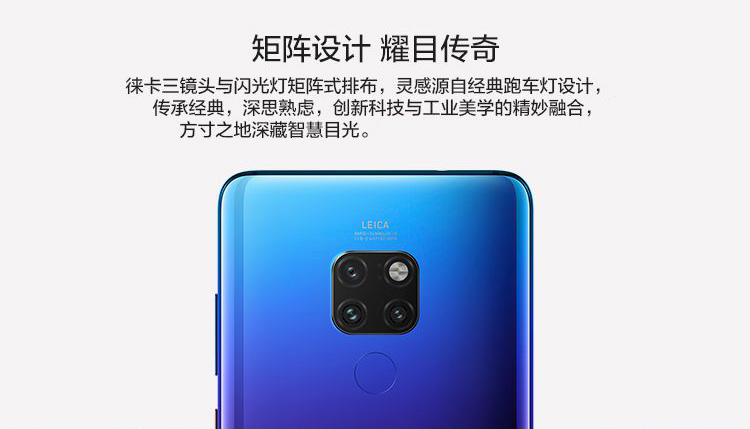 矩阵设计 耀目传奇
徕卡三镜头与闪光灯矩阵式排布，灵感源自经典跑车灯设计，
传承经典，深思熟虑，创新科技与工业美学的精妙融合，
方寸之地深藏智慧目光。
LEICA